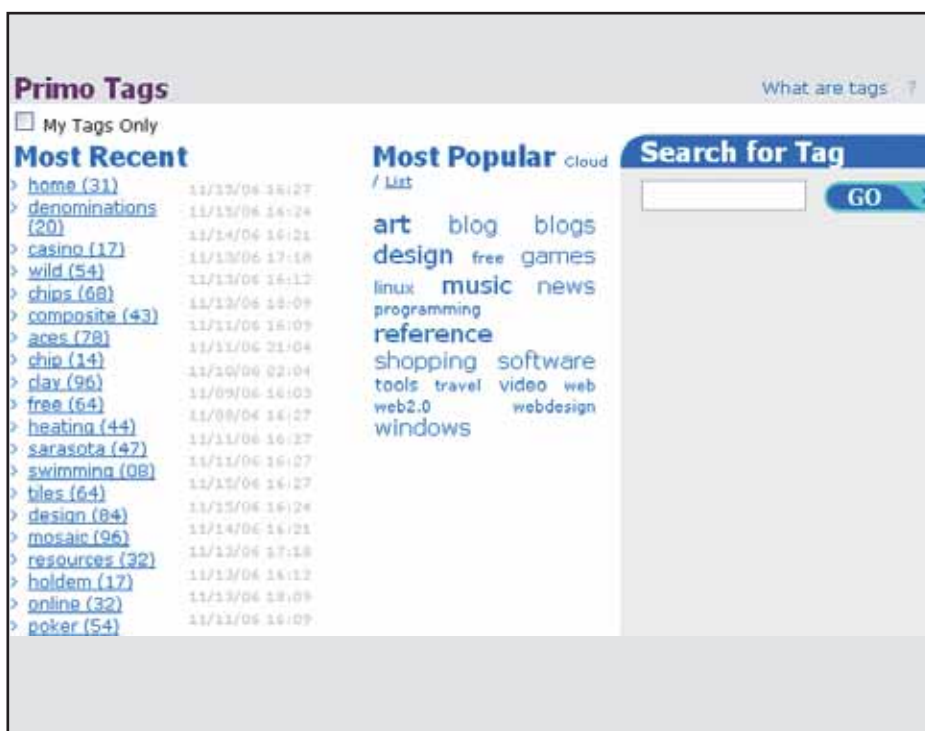 Primo Tags
What are tags ?
My Tags Only
Most Recent
home (31) 11/15/06 16:27
denominations 11/15/06 16:24
(20)
11/14/06 16:21
casino (17) 11/13/06 17:18
wild (54) 11/13/06 16:12
chips (68) 11/13/06 18:09
composite (43) 11/11/06 16:09
aces (78) 11/11/06 21:04
chip (14) 11/10/06 02:04
clay (96) 11/09/06 16:03
free (64) 11/08/06 16:27
heating (44) 11/11/06 16:27
sarasota (47) 11/11/06 16:27
swimming (08) 11/15/06 16:27
tiles (64) 11/15/06 16:24
design (84) 11/14/06 16:21
mosaic (96) 11/13/06 17:18
resources (32) 11/13/06 16:12
holdem (17) 11/13/06 18:09
online (32) 11/11/06 16:09
poker (54)
Most Popular Cloud
/ List
art blog blogs
design free games
linux music news
programming
reference
shopping software
tools travel video web
web2.0 webdesign
windows
Search for Tag
GO